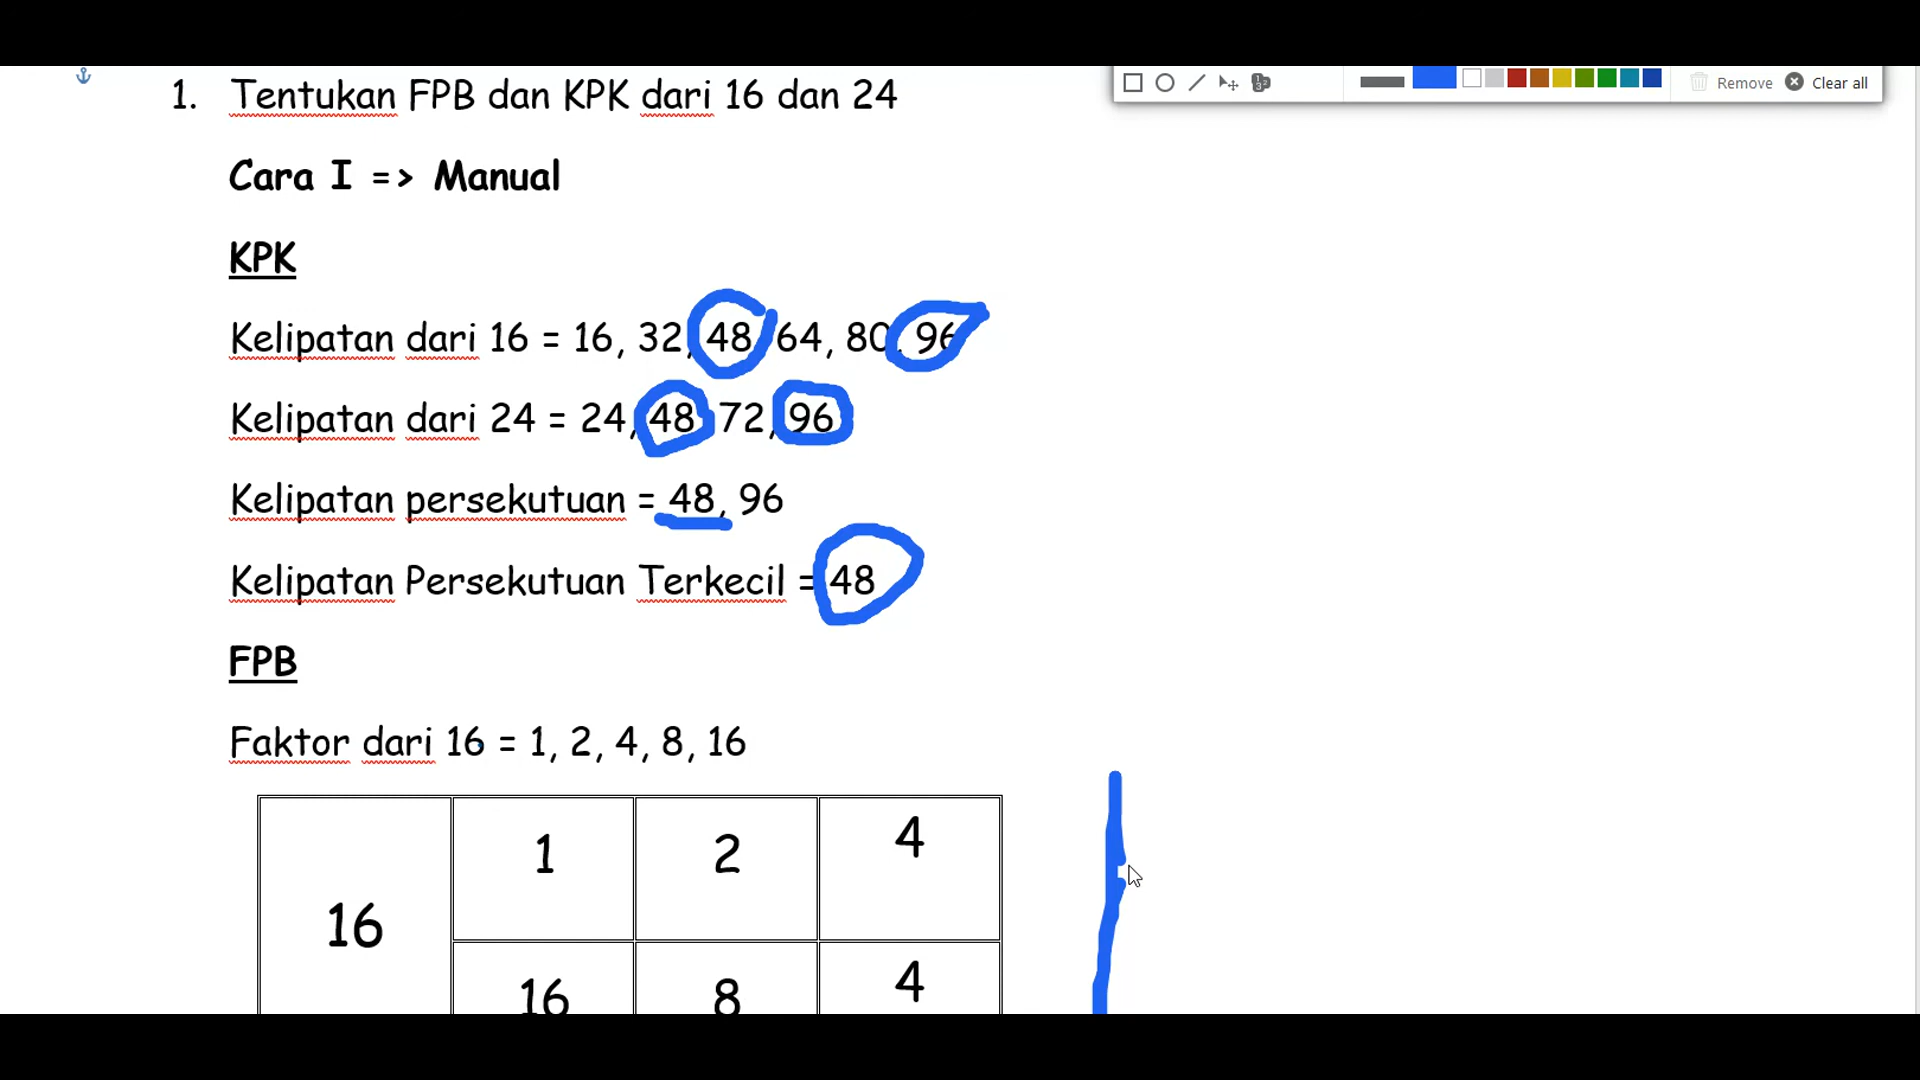 Remove Clear all
1. Tentukan FPB dan KPK dari 16 dan 24
Cara I => Manual
KPK
Kelipatan dari 16 = 16, 32, 48, 64, 80, 96
Kelipatan dari 24 = 24, 48, 72, 96
Kelipatan persekutuan = 48, 96
Kelipatan Persekutuan Terkecil = 48
FPB
Faktor dari 16 = 1, 2, 4, 8, 16
16 1 2 4
16 8 4